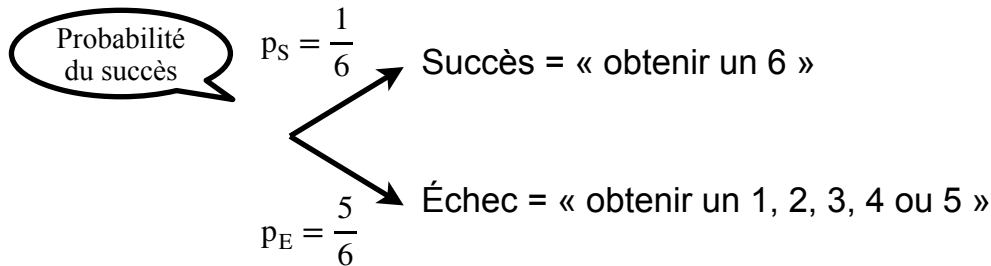 Probabilité
du succès
p_S = 1/6
Succès = « obtenir un 6 »
Échec = « obtenir un 1, 2, 3, 4 ou 5 »
p_E = 5/6